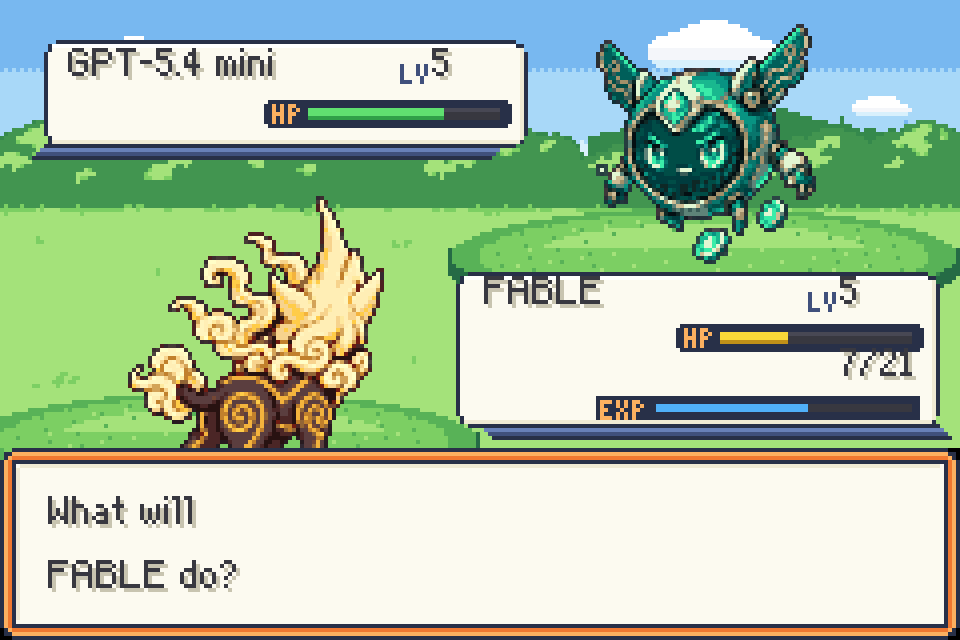 GPT-5.4 mini Lv5
HP
FABLE Lv5
HP
7/21
EXP
What will
FABLE do?